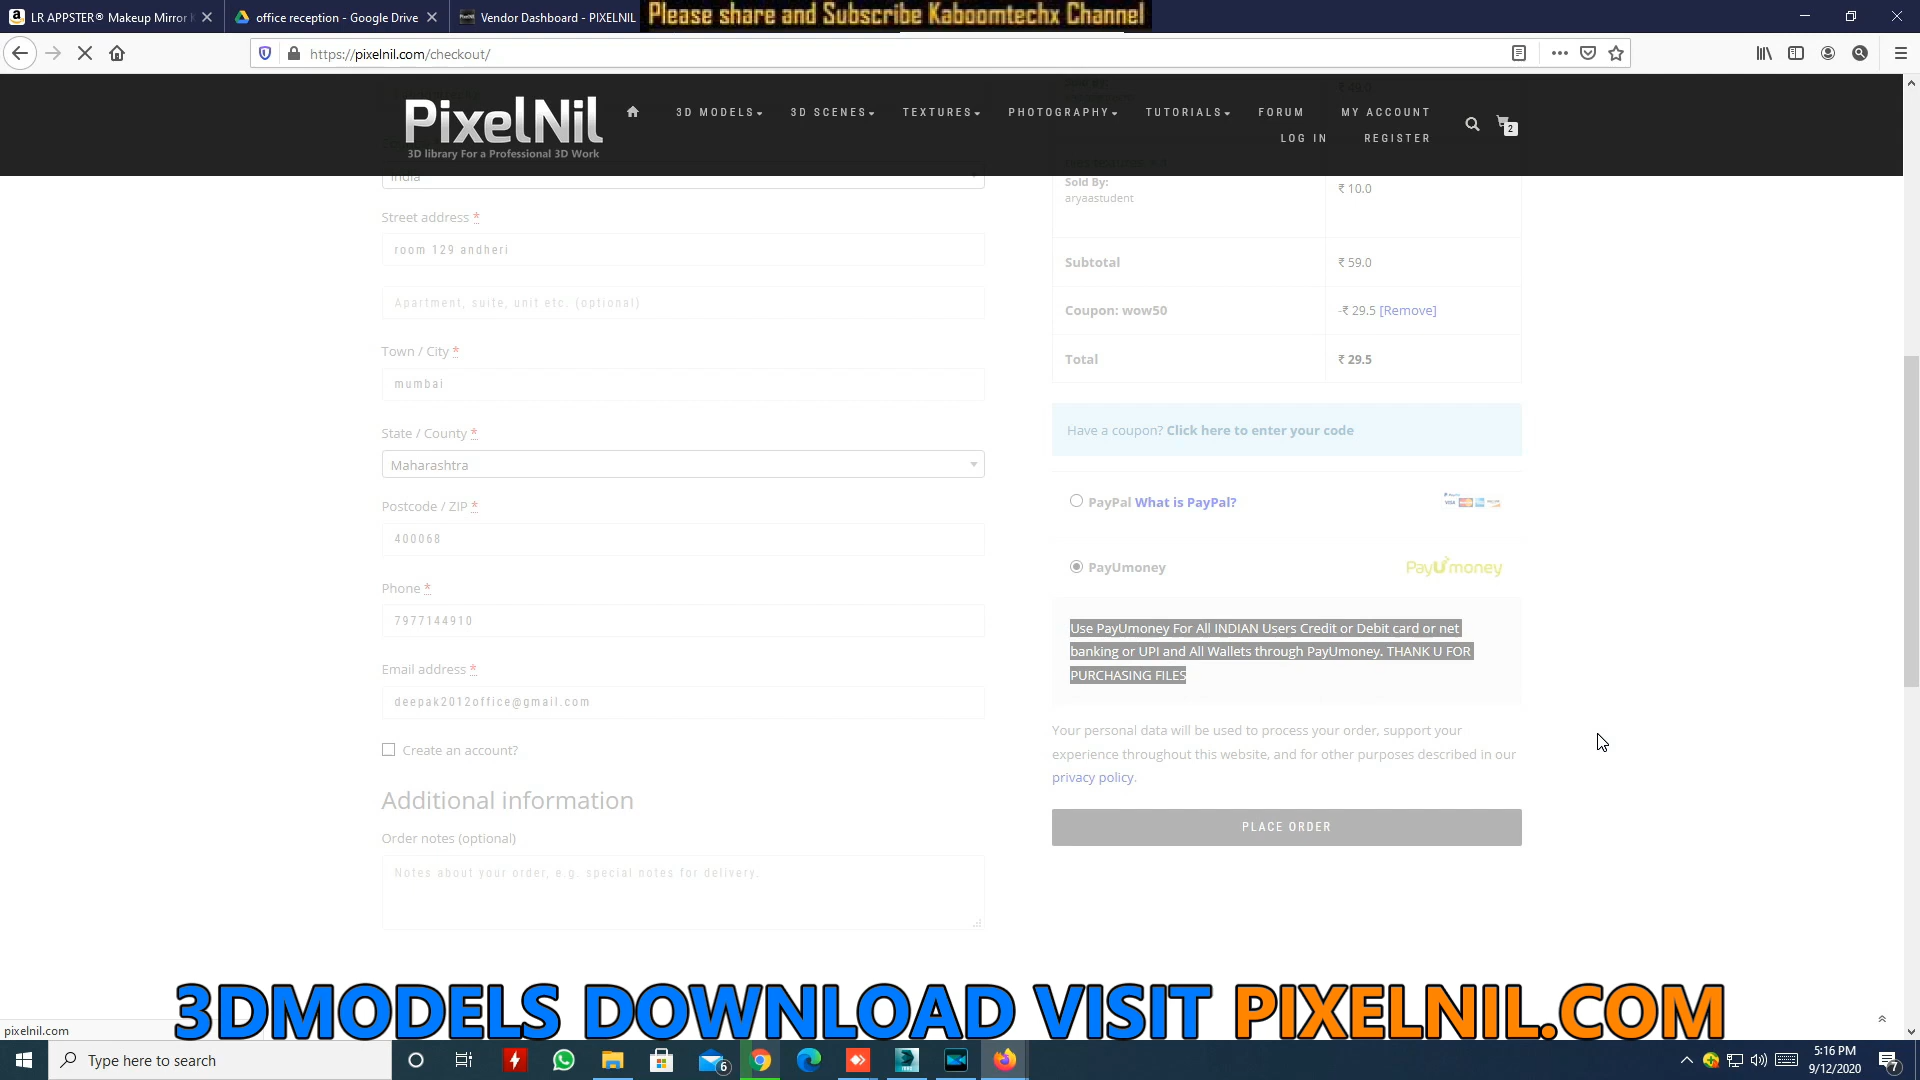 LR APPSTER® Makeup Mirror
office reception - Google Drive
Vendor Dashboard - PIXELNIL
Please share and Subscribe Kaboomtechx Channel
https://pixelnil.com/checkout/
PixelNil
3D library For a Professional 3D Work
3D MODELS
3D SCENES
TEXTURES
PHOTOGRAPHY
TUTORIALS
FORUM
MY ACCOUNT
LOG IN
REGISTER
2
India
Street address *
room 129 andheri
Apartment, suite, unit etc. (optional)
Town / City *
mumbai
State / County *
Maharashtra
Postcode / ZIP *
400068
Phone *
7977144910
Email address *
deepak2012office@gmail.com
Create an account?
Additional information
Order notes (optional)
Notes about your order, e.g. special notes for delivery.
Sold By:
aryaastudent
₹ 10.0
Subtotal
₹ 59.0
Coupon: wow50
-₹ 29.5 [Remove]
Total
₹ 29.5
Have a coupon? Click here to enter your code
PayPal What is PayPal?
PayUmoney
PayUmoney
Use PayUmoney For All INDIAN Users Credit or Debit card or net
banking or UPI and All Wallets through PayUmoney. THANK U FOR
PURCHASING FILES
Your personal data will be used to process your order, support your
experience throughout this website, and for other purposes described in our
privacy policy.
PLACE ORDER
pixelnil.com
3DMODELS DOWNLOAD VISIT PIXELNIL.COM
Type here to search
6
5:16 PM
9/12/2020
7